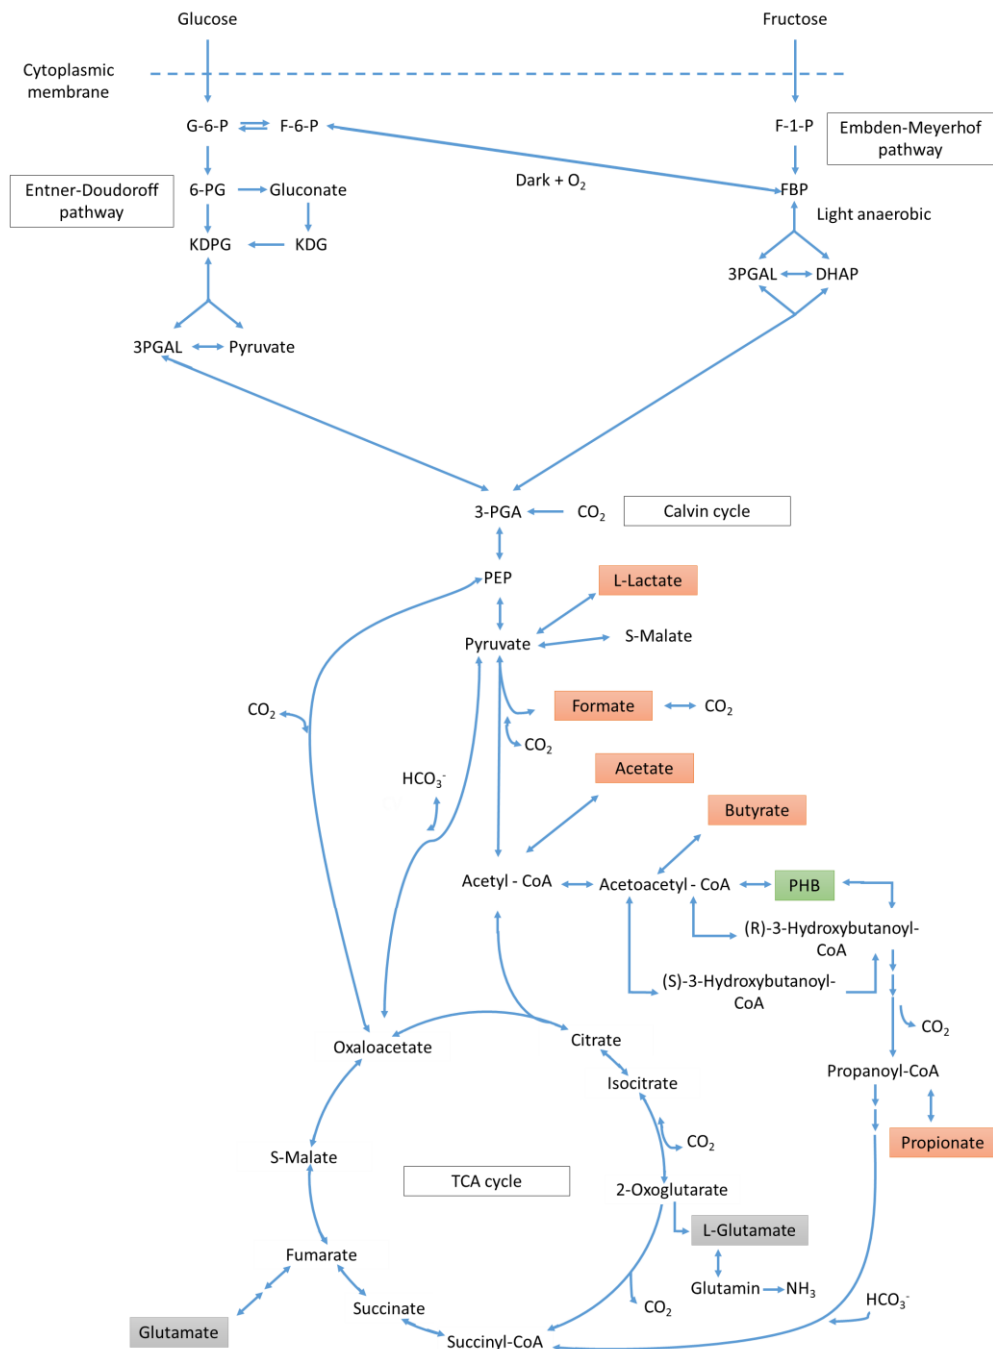 Glucose
Fructose
Cytoplasmic
membrane
G-6-P
F-6-P
F-1-P
Embden-Meyerhof
pathway
Dark + O2
Entner-Doudoroff
pathway
6-PG
Gluconate
FBP
Light anaerobic
KDPG
KDG
3PGAL
DHAP
3PGAL
Pyruvate
3-PGA
CO2
Calvin cycle
PEP
L-Lactate
Pyruvate
S-Malate
CO2
Formate
CO2
CO2
HCO3-
Acetate
Butyrate
Acetyl - CoA
Acetoacetyl - CoA
PHB
(R)-3-Hydroxybutanoyl-
CoA
(S)-3-Hydroxybutanoyl-
CoA
CO2
Oxaloacetate
Citrate
Isocitrate
Propanoyl-CoA
CO2
Propionate
S-Malate
TCA cycle
2-Oxoglutarate
L-Glutamate
Fumarate
Glutamin
NH3
Succinate
CO2
HCO3-
Glutamate
Succinyl-CoA